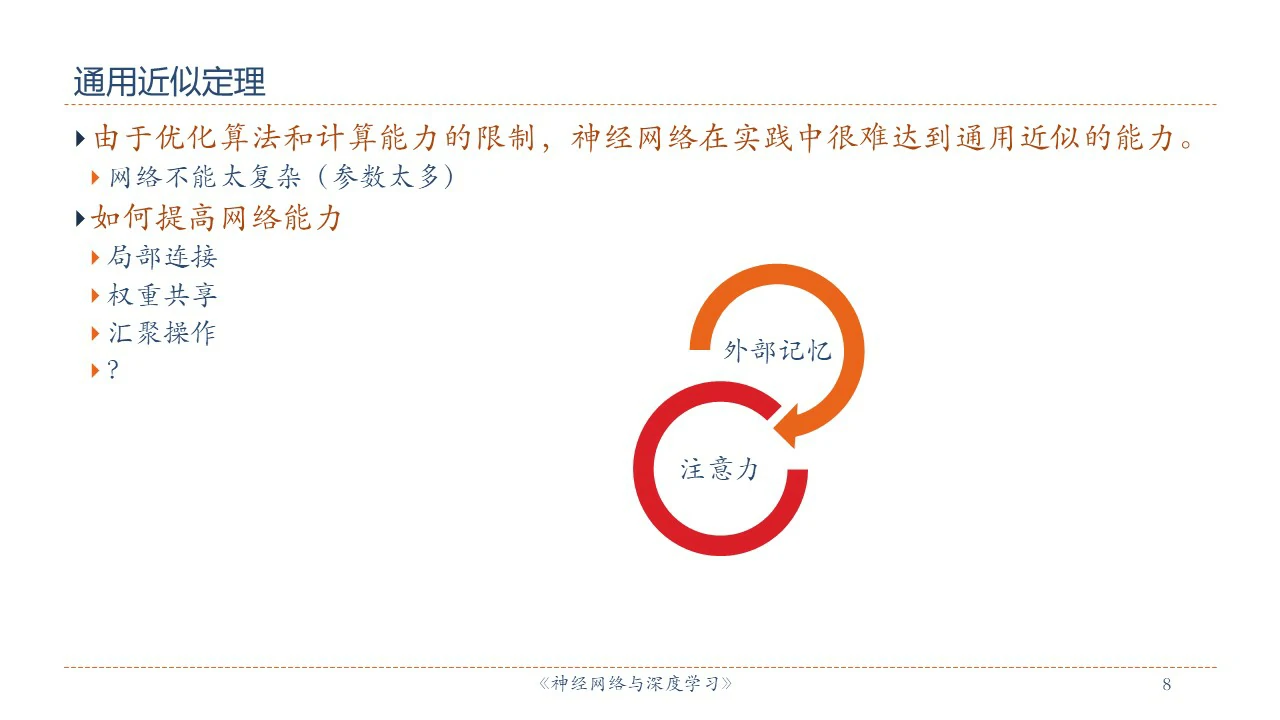 通用近似定理
由于优化算法和计算能力的限制，神经网络在实践中很难达到通用近似的能力。
网络不能太复杂（参数太多）
如何提高网络能力
局部连接
权重共享
汇聚操作
?
外部记忆
注意力
《神经网络与深度学习》
8